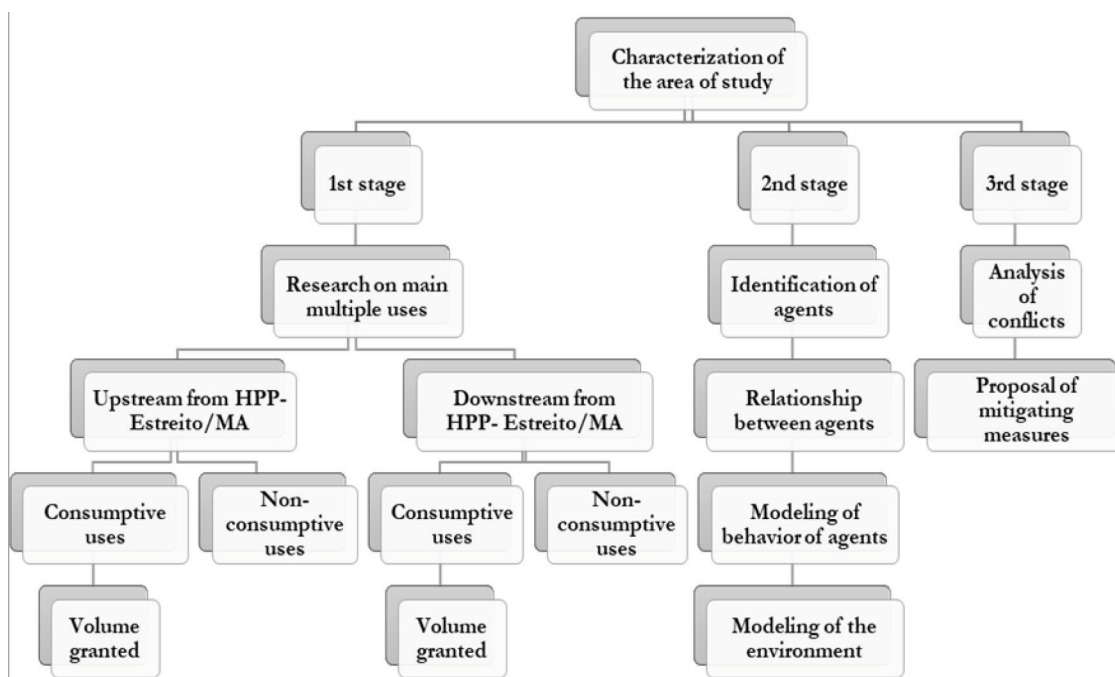 Characterization of
the area of study
1st stage
2nd stage
3rd stage
Research on main
multiple uses
Identification of
agents
Analysis
of
conflicts
Upstream from HPP-
Estreito/MA
Downstream from
HPP- Estreito/MA
Relationship
between agents
Proposal of
mitigating
measures
Consumptive
uses
Non-
consumptive
uses
Consumptive
uses
Non-
consumptive
uses
Modeling of
behavior of agents
Volume
granted
Volume
granted
Modeling of the
environment